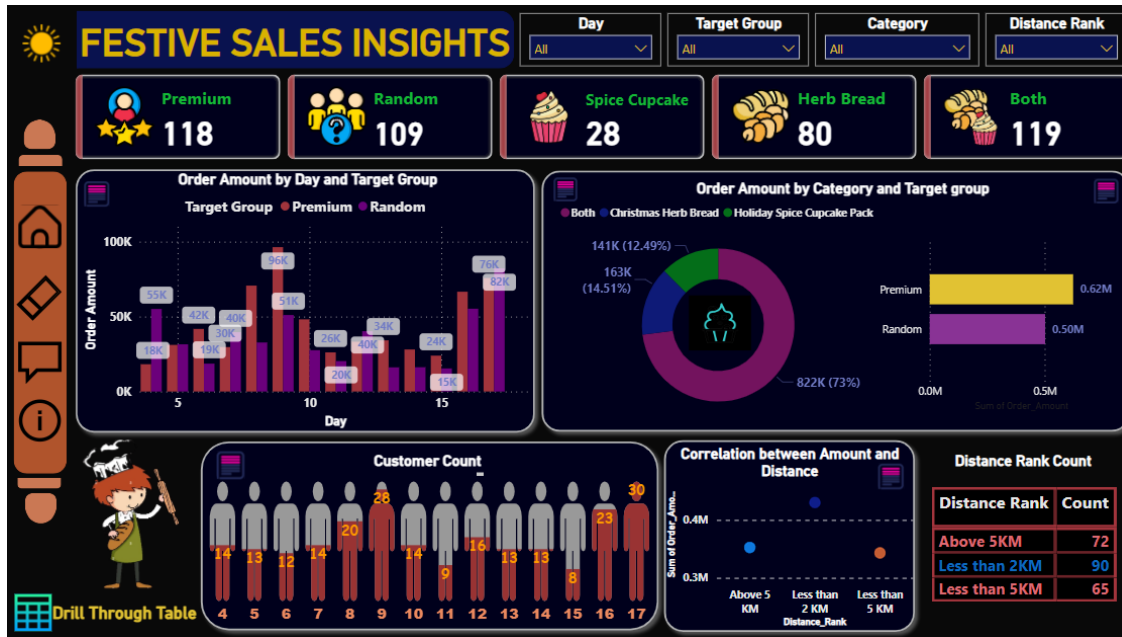 FESTIVE SALES INSIGHTS
Day
All
Target Group
All
Category
All
Distance Rank
All
Premium
118
Random
109
Spice Cupcake
28
Herb Bread
80
Both
119
Order Amount by Day and Target Group
Target Group Premium Random
Order Amount
100K
50K
0K
18K
55K
42K
19K
30K
40K
96K
51K
26K
20K
40K
34K
24K
15K
76K
82K
5 10 15
Day
Order Amount by Category and Target group
Both Christmas Herb Bread Holiday Spice Cupcake Pack
141K (12.49%)
163K
(14.51%)
822K (73%)
Premium
0.62M
Random
0.50M
0.0M 0.5M
Sum of Order_Amount
Customer Count
14 13 12 14 20 28 14 9 16 13 13 8 23 30
4 5 6 7 8 9 10 11 12 13 14 15 16 17
Correlation between Amount and
Distance
Sum of Order_Amo...
0.4M
0.3M
Above 5
KM
Less than
2 KM
Less than
5 KM
Distance_Rank
Distance Rank Count
Distance Rank Count
Above 5KM 72
Less than 2KM 90
Less than 5KM 65
Drill Through Table